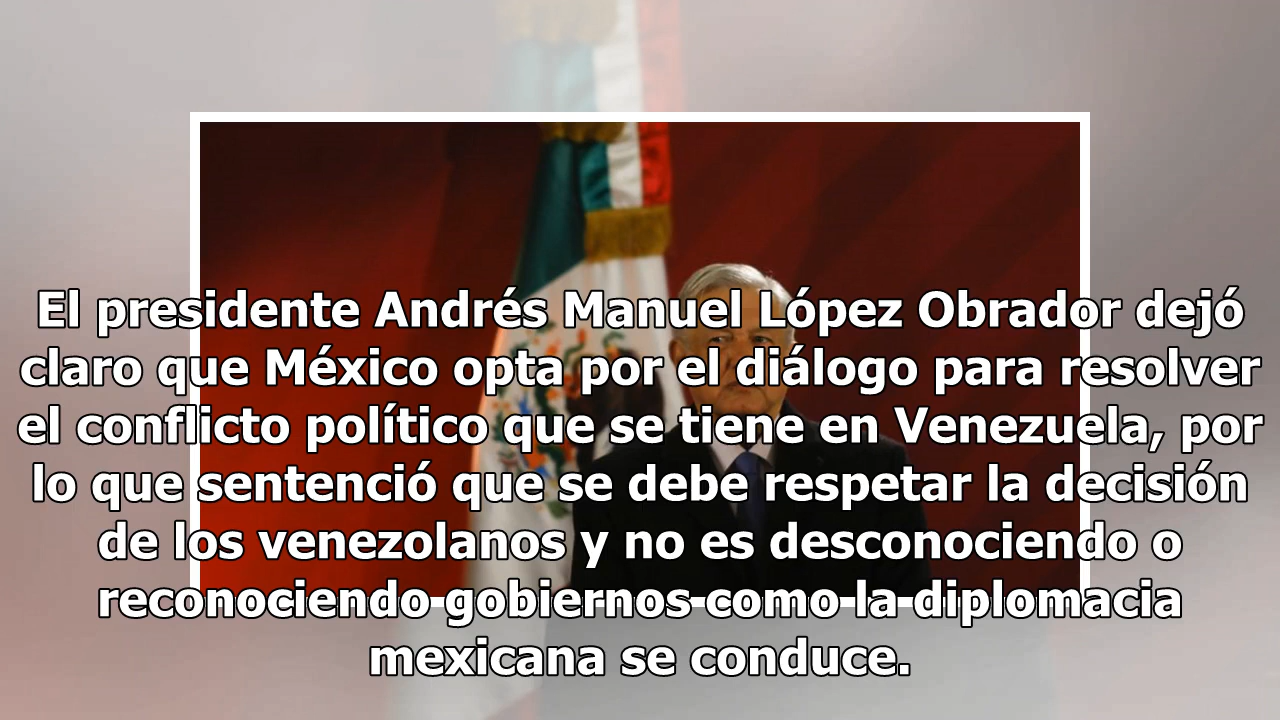 El presidente Andrés Manuel López Obrador dejó
claro que México opta por el diálogo para resolver
el conflicto político que se tiene en Venezuela, por
lo que sentenció que se debe respetar la decisión
de los venezolanos y no es desconociendo o
reconociendo gobiernos como la diplomacia
mexicana se conduce.